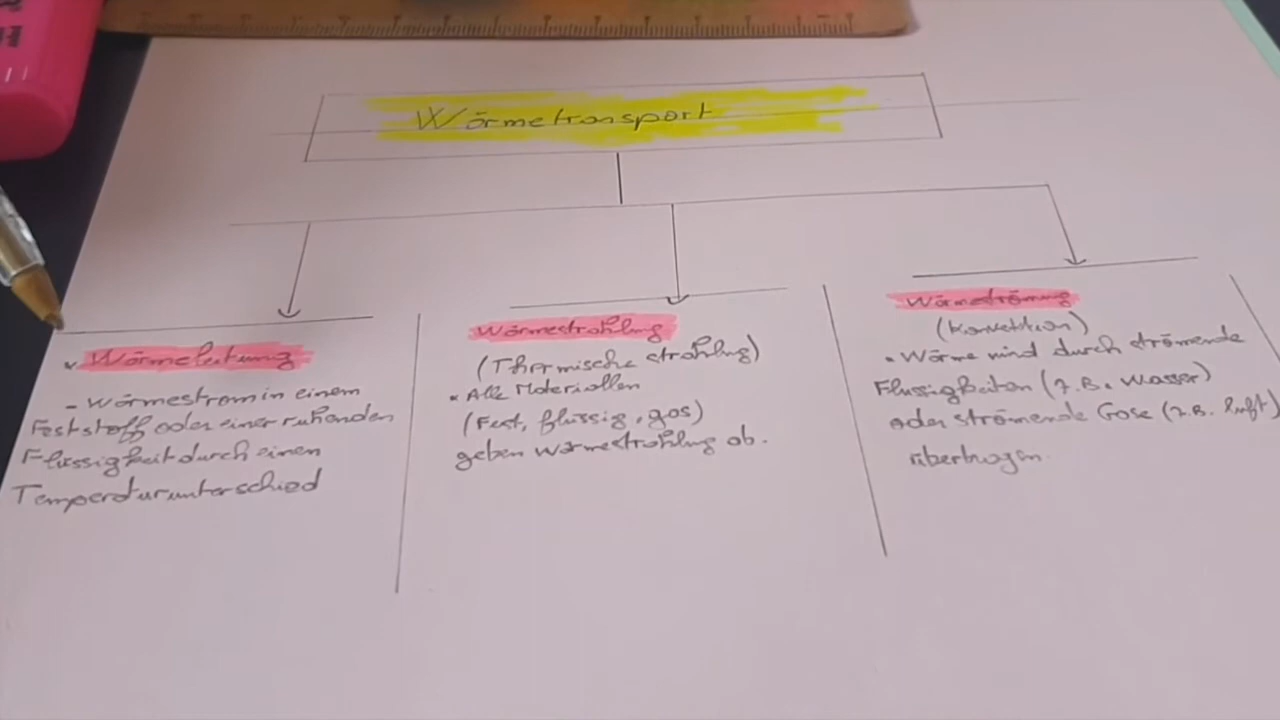 Wärmetransport
Wärmeleitung
- Wärmestrom in einem
Feststoff oder einer ruhenden
Flüssigkeit durch einen
Temperaturunterschied
Wärmestrahlung
(Thermische Strahlung)
Alle Materialien
(Fest, flüssig, gas)
geben Wärmestrahlung ab.
Wärmeströmung
(Konvektion)
Wärme wird durch strömende
Flüssigkeiten (z.B. Wasser)
oder strömende Gase (z.B. Luft)
übertragen.